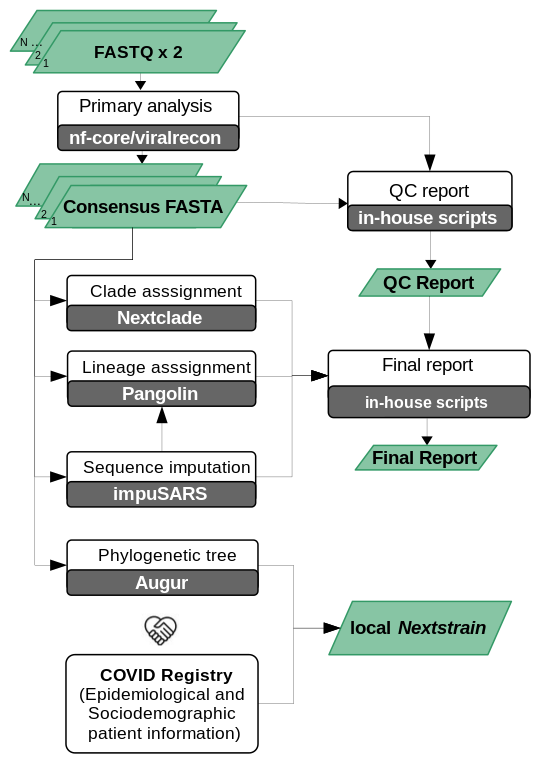 N ...
2
1
FASTQ x 2
Primary analysis
nf-core/viralrecon
N...
2
1
Consensus FASTA
QC report
in-house scripts
QC Report
Clade asssignment
Nextclade
Lineage asssignment
Pangolin
Final report
in-house scripts
Final Report
Sequence imputation
impuSARS
Phylogenetic tree
Augur
local Nextstrain
COVID Registry
(Epidemiological and
Sociodemographic
patient information)